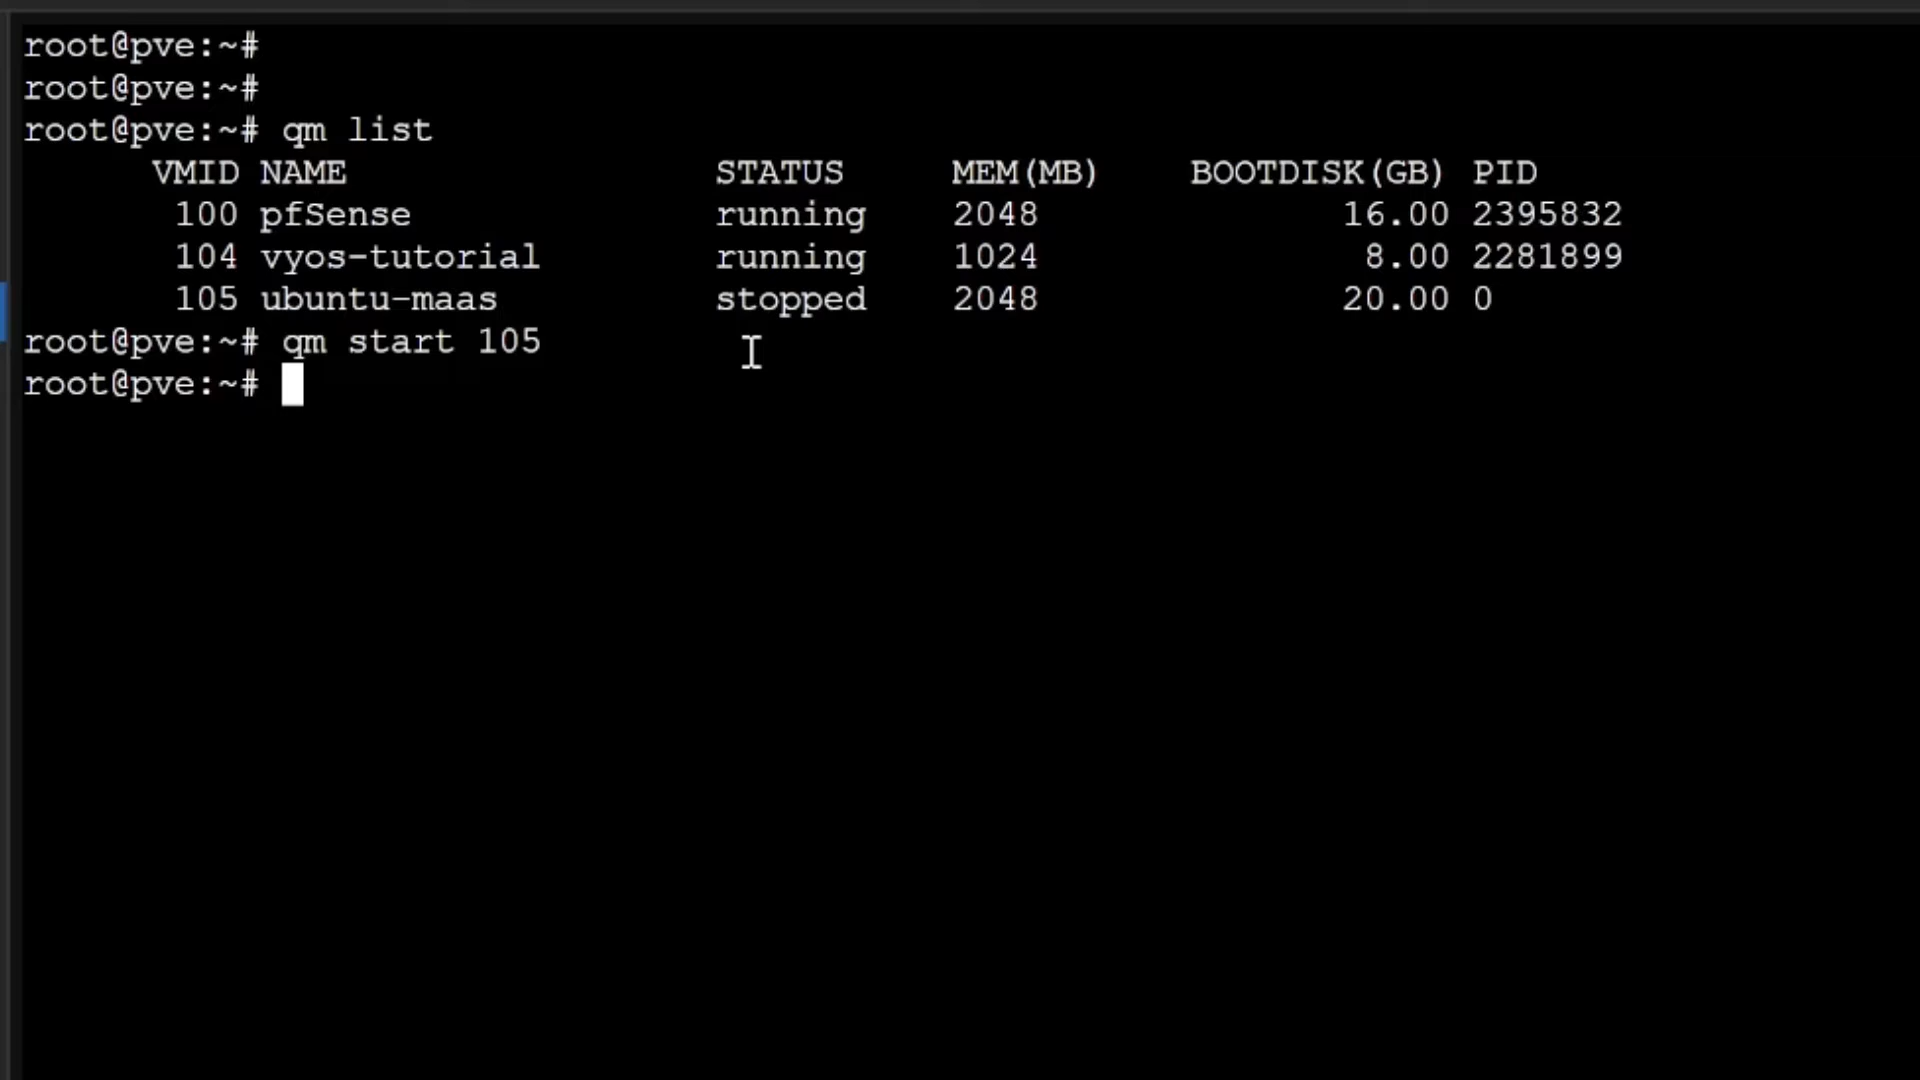 root@pve:~#
root@pve:~#
root@pve:~# qm list
VMID NAME STATUS MEM(MB) BOOTDISK(GB) PID
100 pfSense running 2048 16.00 2395832
104 vyos-tutorial running 1024 8.00 2281899
105 ubuntu-maas stopped 2048 20.00 0
root@pve:~# qm start 105
root@pve:~#